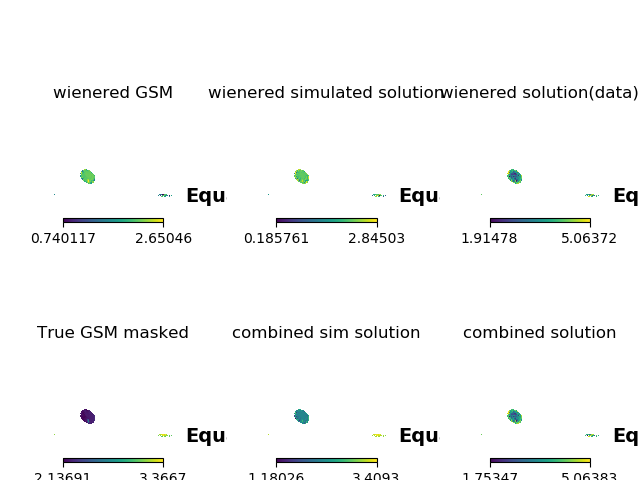 wienered GSM wienered simulated solution wienered solution(data)
Equ Equ Eq
0.740117 2.65046 0.185761 2.84503 1.91478 5.06372
True GSM masked combined sim solution combined solution
Equ Equ Eq
2.13691 3.3667 1.18026 3.4093 1.75347 5.06383